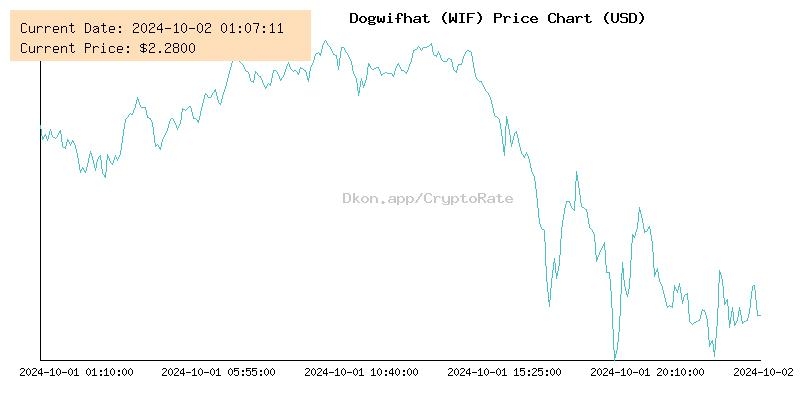 Dogwifhat (WIF) Price Chart (USD)
Current Date: 2024-10-02 01:07:11
Current Price: $2.2800
Dkon.app/CryptoRate
2024-10-01 01:10:00 2024-10-01 05:55:00 2024-10-01 10:40:00 2024-10-01 15:25:00 2024-10-01 20:10:00 2024-10-02